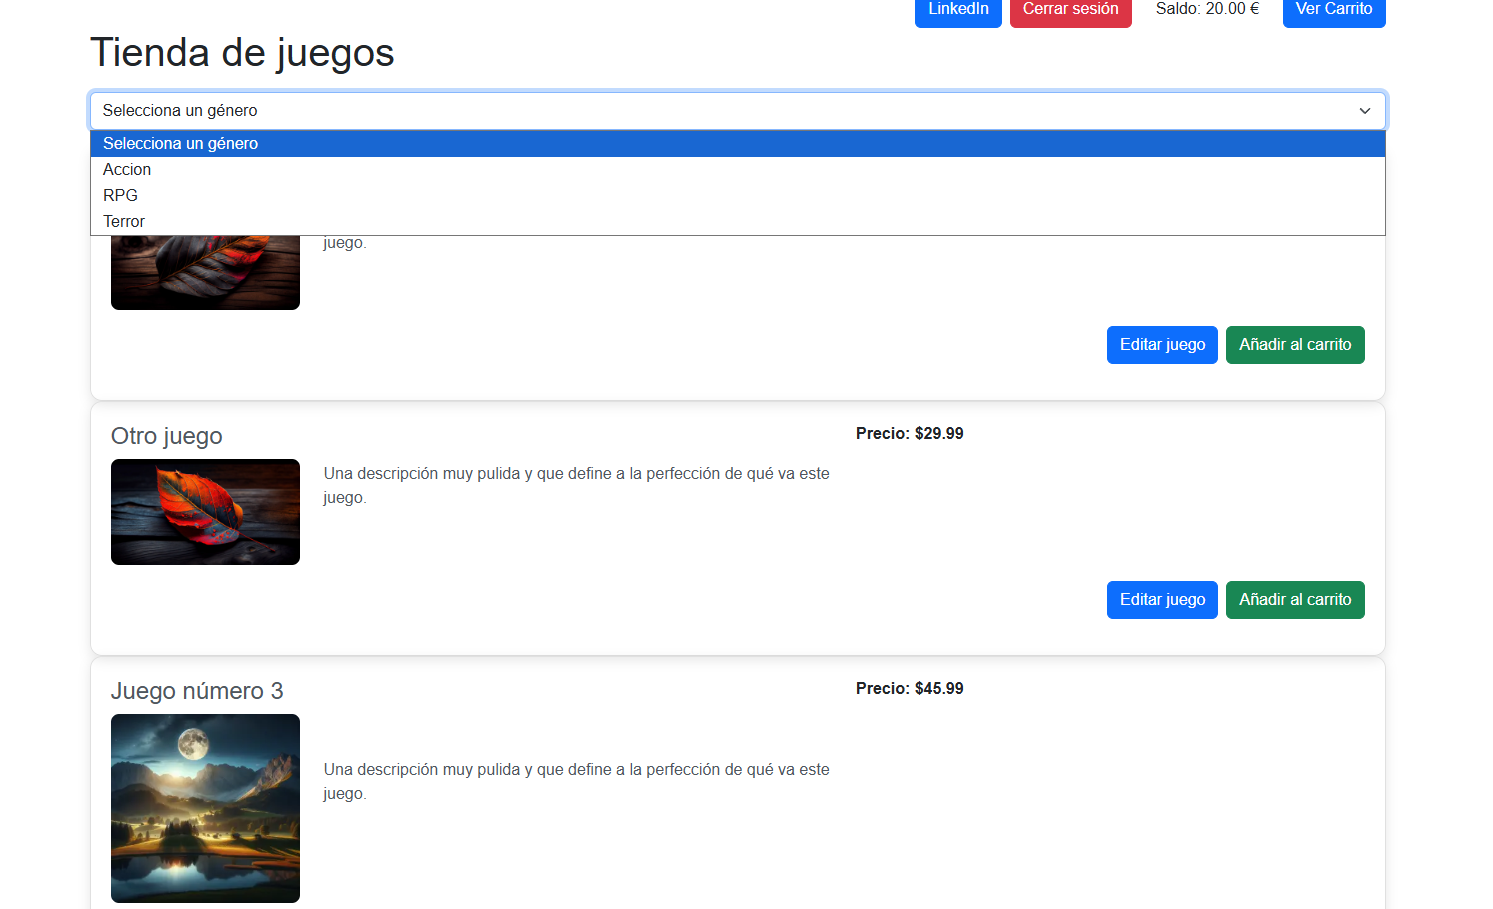 LinkedIn
Cerrar sesión
Saldo: 20.00 €
Ver Carrito
Tienda de juegos
Selecciona un género
Selecciona un género
Accion
RPG
Terror
juego.
Editar juego
Añadir al carrito
Otro juego
Precio: $29.99
Una descripción muy pulida y que define a la perfección de qué va este
juego.
Editar juego
Añadir al carrito
Juego número 3
Precio: $45.99
Una descripción muy pulida y que define a la perfección de qué va este
juego.